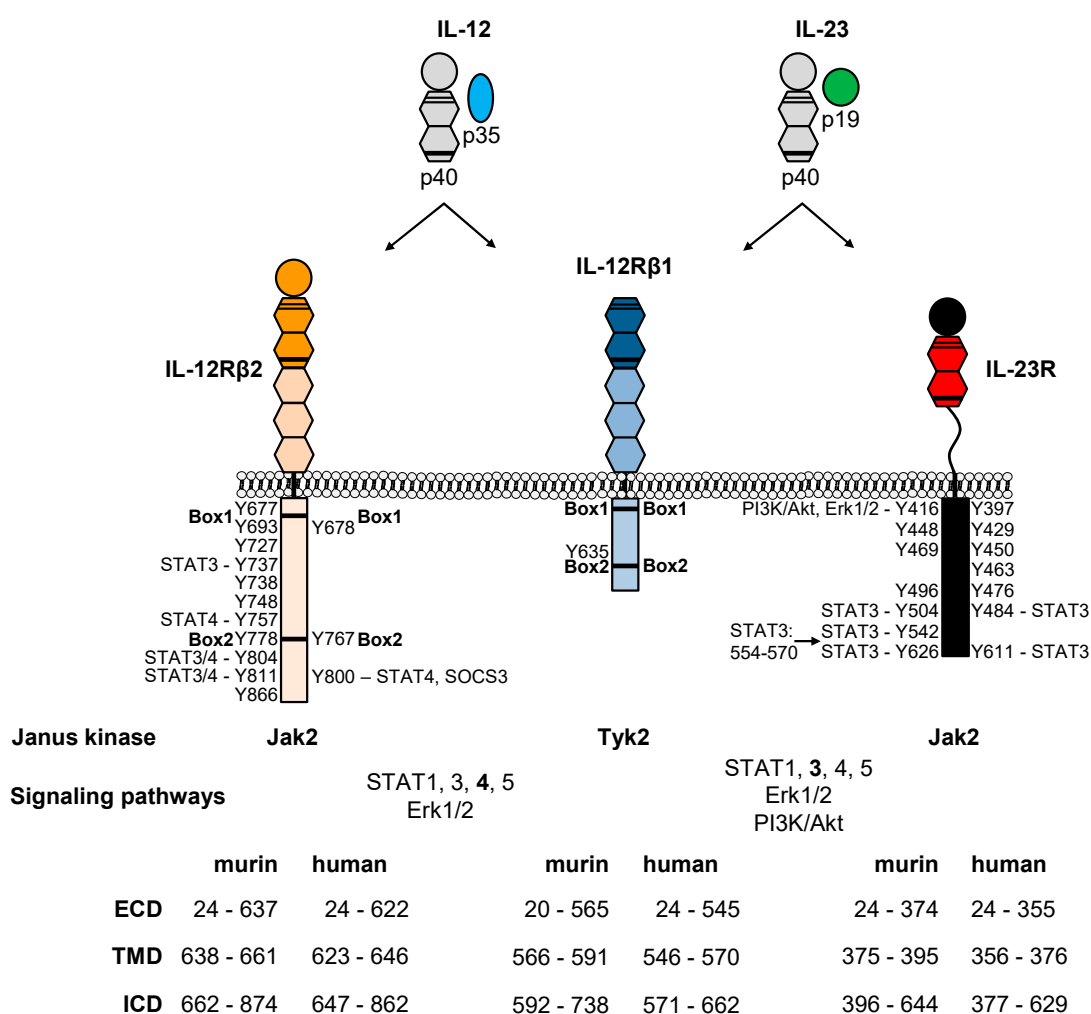 IL-12
IL-23
p35
p19
p40
p40
IL-12Rβ1
IL-12Rβ2
IL-23R
Box1
Y677
Y693
Y678
Box1
Y727
STAT3 - Y737
Y738
Y748
STAT4 - Y757
Box2
Y778
Y767
Box2
STAT3/4 - Y804
STAT3/4 - Y811
Y800 – STAT4, SOCS3
Y866
Box1
Box1
Y635
Box2
Box2
PI3K/Akt, Erk1/2 - Y416
Y397
Y448
Y429
Y469
Y450
Y463
Y496
Y476
STAT3 - Y504
Y484 - STAT3
STAT3:
554-570
STAT3 - Y542
STAT3 - Y626
Y611 - STAT3
Janus kinase Jak2 Tyk2 Jak2
Signaling pathways
STAT1, 3, 4, 5
Erk1/2
STAT1, 3, 4, 5
Erk1/2
PI3K/Akt
murin human murin human murin human
ECD 24 - 637 24 - 622 20 - 565 24 - 545 24 - 374 24 - 355
TMD 638 - 661 623 - 646 566 - 591 546 - 570 375 - 395 356 - 376
ICD 662 - 874 647 - 862 592 - 738 571 - 662 396 - 644 377 - 629